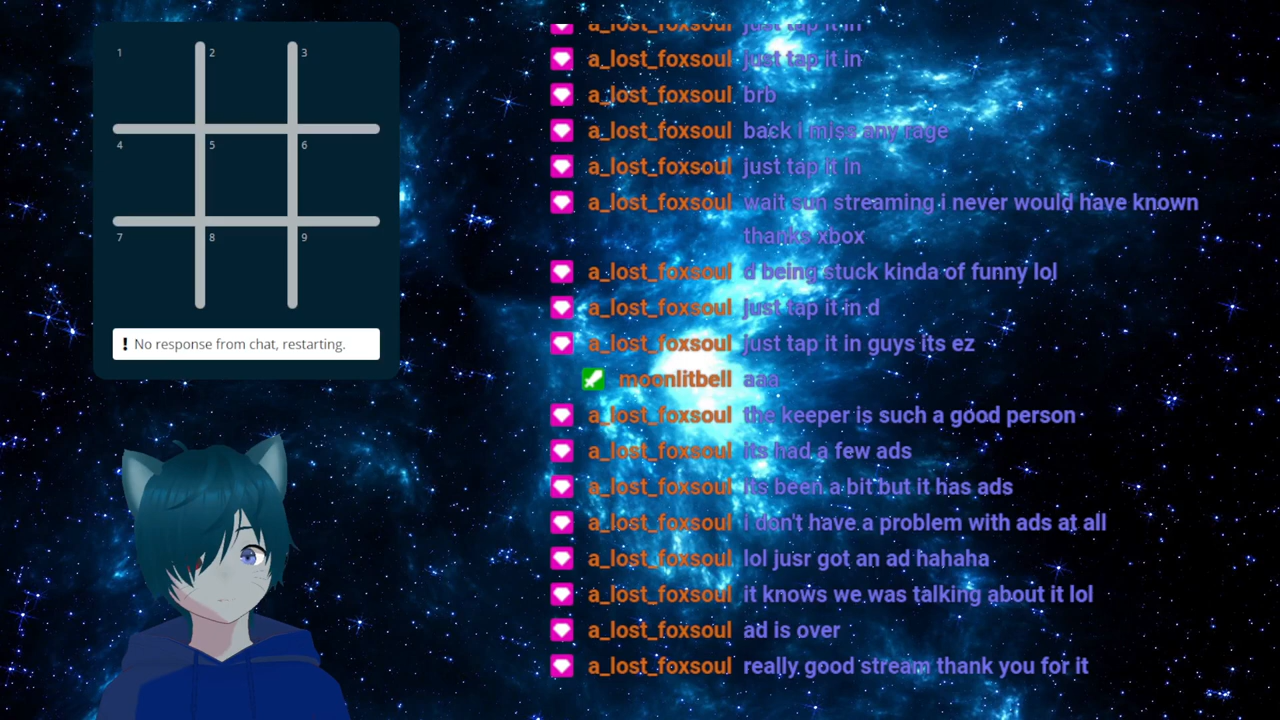 1 2 3
4 5 6
7 8 9
! No response from chat, restarting.
a_lost_foxsoul just tap it in
a_lost_foxsoul just tap it in
a_lost_foxsoul brb
a_lost_foxsoul back i miss any rage
a_lost_foxsoul just tap it in
a_lost_foxsoul wait sun streaming i never would have known
thanks xbox
a_lost_foxsoul d being stuck kinda of funny lol
a_lost_foxsoul just tap it in d
a_lost_foxsoul just tap it in guys its ez
moonlitbell aaa
a_lost_foxsoul the keeper is such a good person
a_lost_foxsoul its had a few ads
a_lost_foxsoul its been a bit but it has ads
a_lost_foxsoul i don't have a problem with ads at all
a_lost_foxsoul lol jusr got an ad hahaha
a_lost_foxsoul it knows we was talking about it lol
a_lost_foxsoul ad is over
a_lost_foxsoul really good stream thank you for it